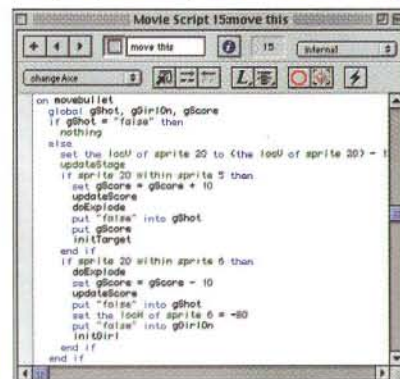 Movie Script 15:move this
move this
15
Internal
changeAxe
on movebullet
global gShot, gGirlOn, gScore
if gShot = "false" then
nothing
else
set the locV of sprite 20 to (the locV of sprite 20) -
updateStage
if sprite 20 within sprite 5 then
set gScore = gScore + 10
updateScore
doExplode
put "false" into gShot
put gScore
initTarget
end if
if sprite 20 within sprite 6 then
doExplode
set gScore = gScore - 10
updateScore
put "false" into gShot
set the locH of sprite 6 = -80
put "false" into gGirlOn
initGirl
end if
end if